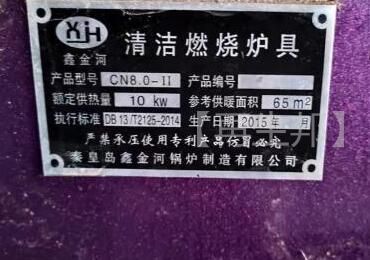 XJH
鑫金河
清洁燃烧炉具
产品型号 CN8.0-II 产品编号
额定供热量 10 kw 参考供暖面积 65 m²
执行标准 DB 13/T2125-2014 生产日期 2015年 月
严禁承压使用专利产品仿冒必究
秦皇岛鑫金河锅炉制造有限公司